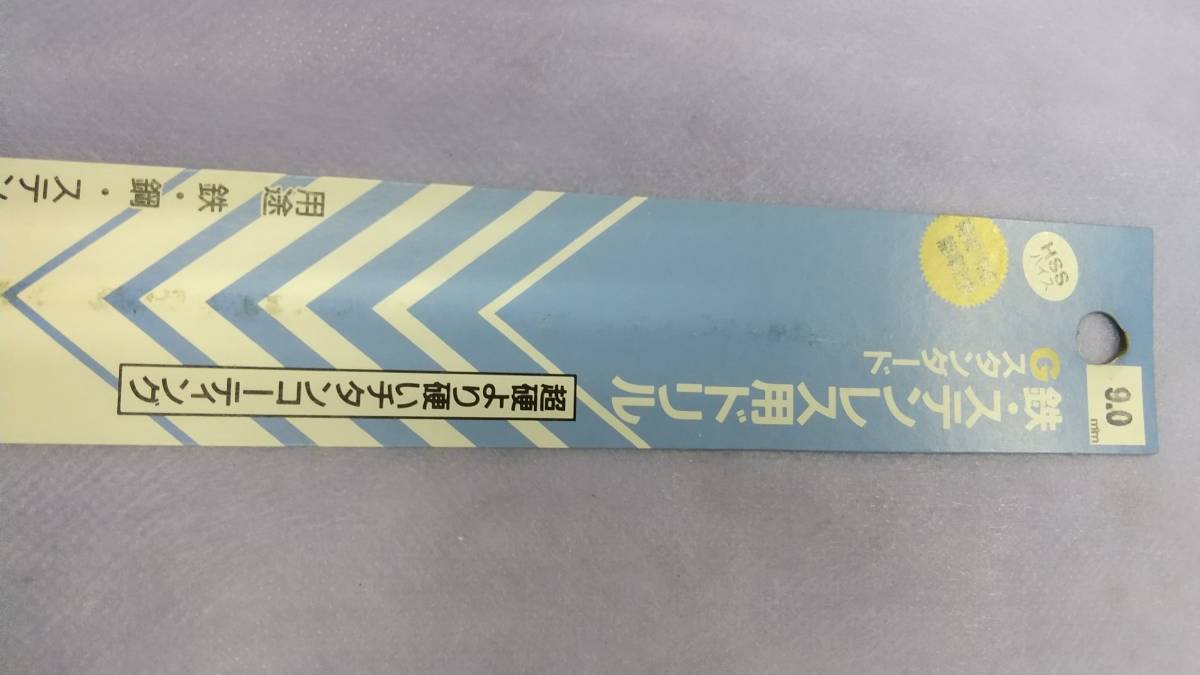 HSS
ハイス
9.0
mm
Gスタンダード
鉄・ステンレス用ドリル
超硬より硬いチタンコーティング
用途 鉄・鋼・ステン